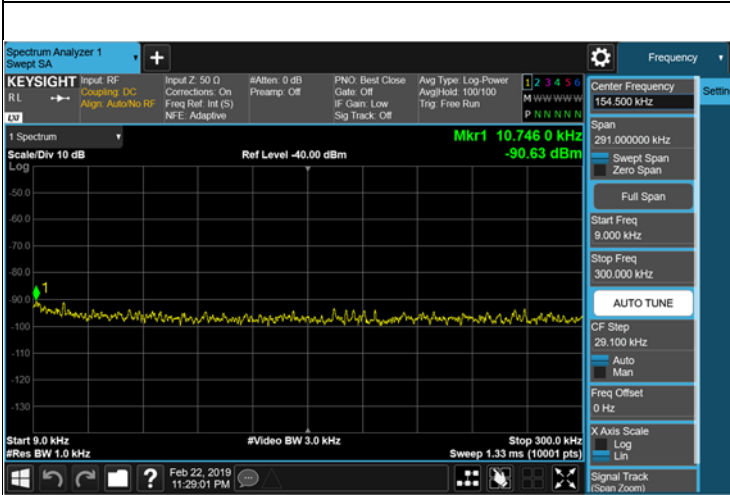 Spectrum Analyzer 1
Swept SA
+
Frequency
KEYSIGHT
RL
LXI
Input: RF
Coupling: DC
Align: Auto/No RF
Input Z: 50 Ω
Corrections: On
Freq Ref: Int (S)
NFE: Adaptive
#Atten: 0 dB
Preamp: Off
PNO: Best Close
Gate: Off
IF Gain: Low
Sig Track: Off
Avg Type: Log-Power
Avg|Hold: 100/100
Trig: Free Run
1 2 3 4 5 6
M W W W W W
P N N N N N
1 Spectrum
Scale/Div 10 dB
Ref Level -40.00 dBm
Mkr1 10.746 0 kHz
-90.63 dBm
Log
-50.0
-60.0
-70.0
-80.0
-90.0
-100
-110
-120
-130
1
Start 9.0 kHz
#Res BW 1.0 kHz
#Video BW 3.0 kHz
Stop 300.0 kHz
Sweep 1.33 ms (10001 pts)
Center Frequency
154.500 kHz
Span
291.000000 kHz
Swept Span
Zero Span
Full Span
Start Freq
9.000 kHz
Stop Freq
300.000 kHz
AUTO TUNE
CF Step
29.100 kHz
Auto
Man
Freq Offset
0 Hz
X Axis Scale
Log
Lin
Signal Track
(Span Zoom)
Settin
?
Feb 22, 2019
11:29:01 PM